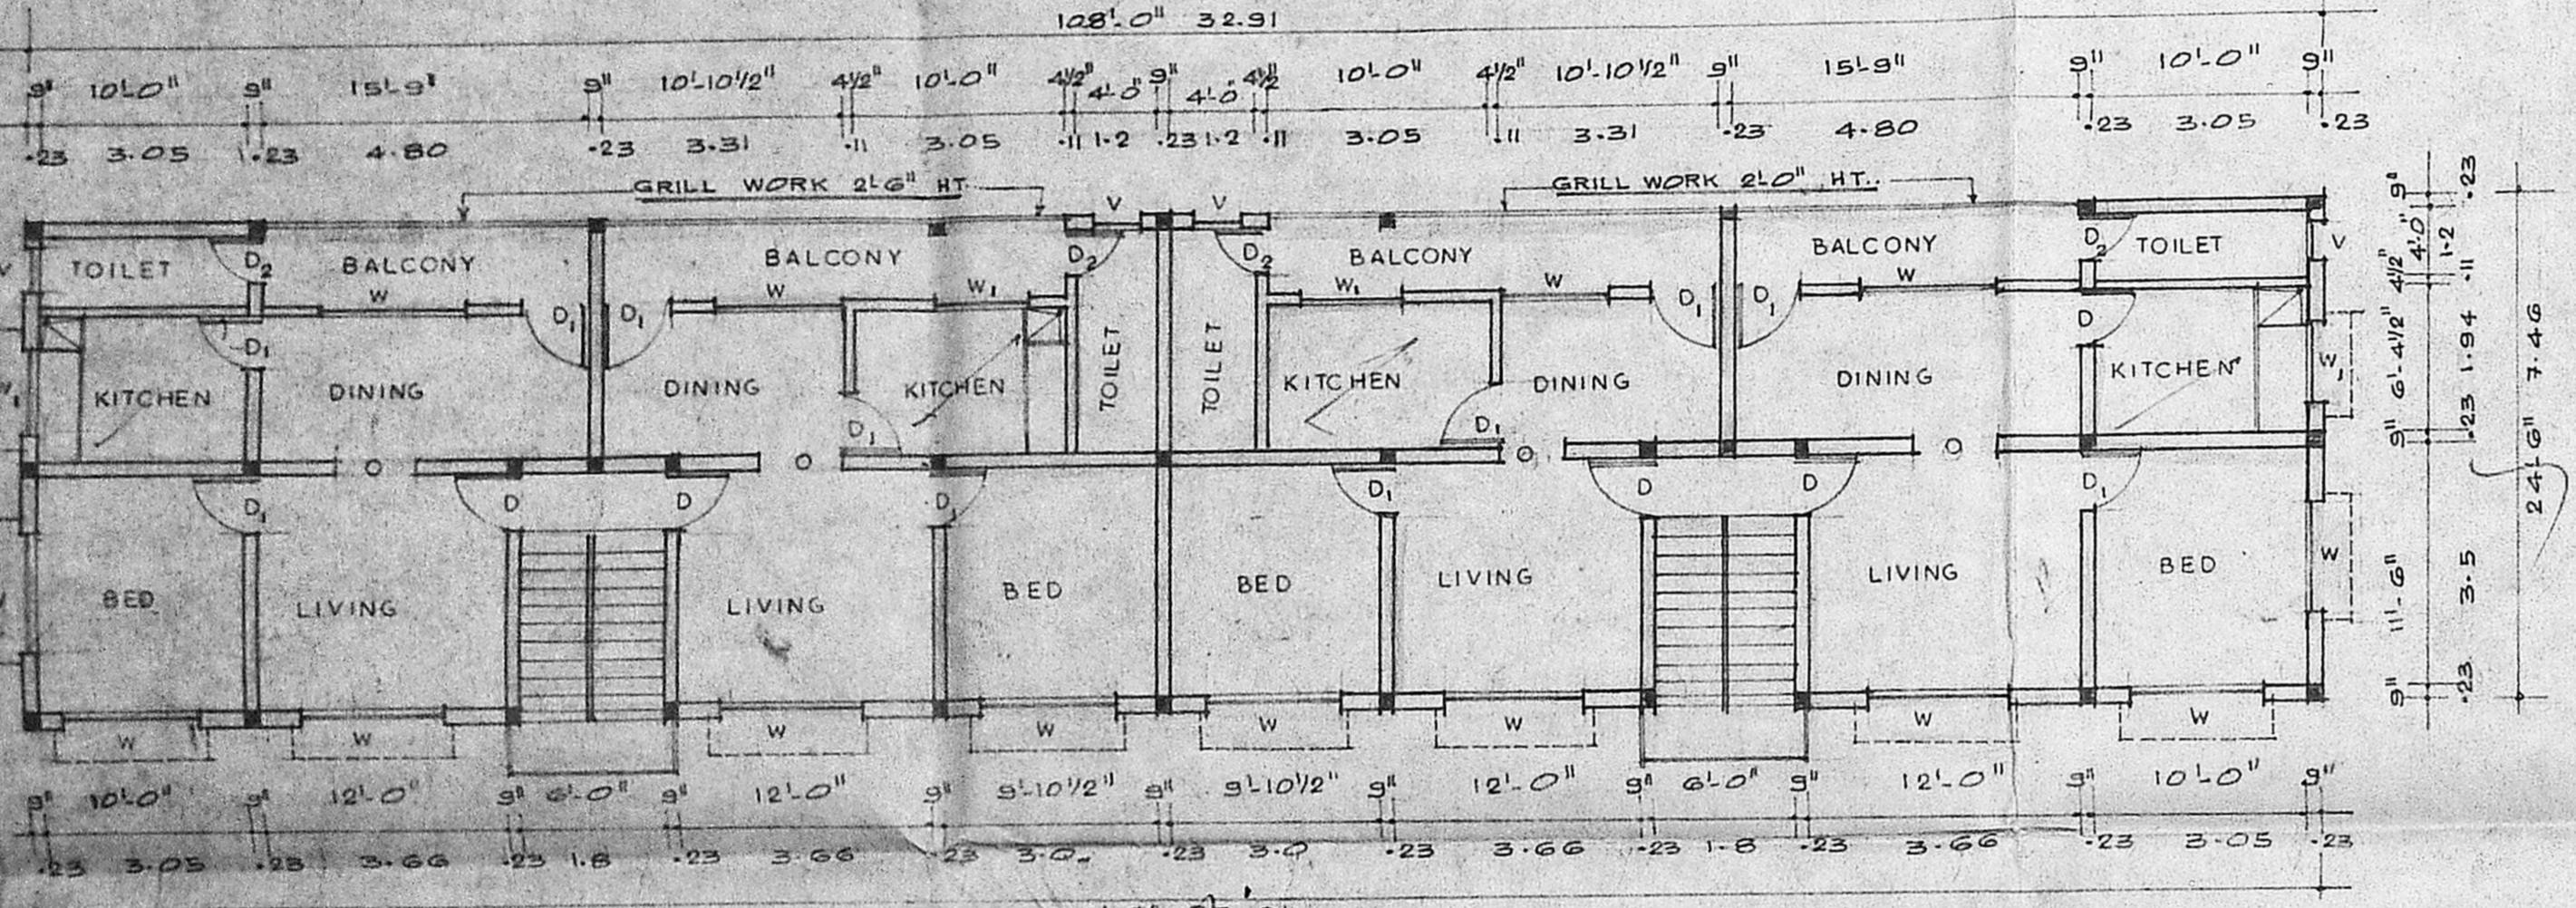 108'-0" 32.91
9" 10'-0" 9" 15'-9" 9" 10'-10½" 4½" 10'-0" 4½" 4'-0" 9" 4'-0" 4½" 10'-0" 4½" 10'-10½" 9" 15'-9" 9" 10'-0" 9"
.23 3.05 .23 4.80 .23 3.31 .11 3.05 .11 1.2 .23 1.2 .11 3.05 .11 3.31 .23 4.80 .23 3.05 .23
GRILL WORK 2'-6" HT. GRILL WORK 2'-0" HT.
V V
TOILET D2 BALCONY BALCONY D2 D2 BALCONY BALCONY D2 TOILET V
W W W1 W1 W W
D1 D1 D1 D1 D1 D
KITCHEN DINING DINING KITCHEN TOILET TOILET KITCHEN DINING DINING KITCHEN W1
D1 D1
O O O O
D1 D D D D1 D D D1
BED LIVING LIVING BED BED LIVING LIVING BED W
W W W W W W W W
9" 10'-0" 9" 12'-0" 9" 6'-0" 9" 12'-0" 9" 9'-10½" 9" 9'-10½" 9" 12'-0" 9" 6'-0" 9" 12'-0" 9" 10'-0" 9"
.23 3.05 .23 3.66 .23 1.8 .23 3.66 .23 3.0 .23 3.0 .23 3.66 .23 1.8 .23 3.66 .23 3.05 .23
9" 4'-0" 4½" 6'-4½" 9" 11'-6" 9"
.23 1.2 .11 1.94 .23 3.5 .23
24'-6" 7.46